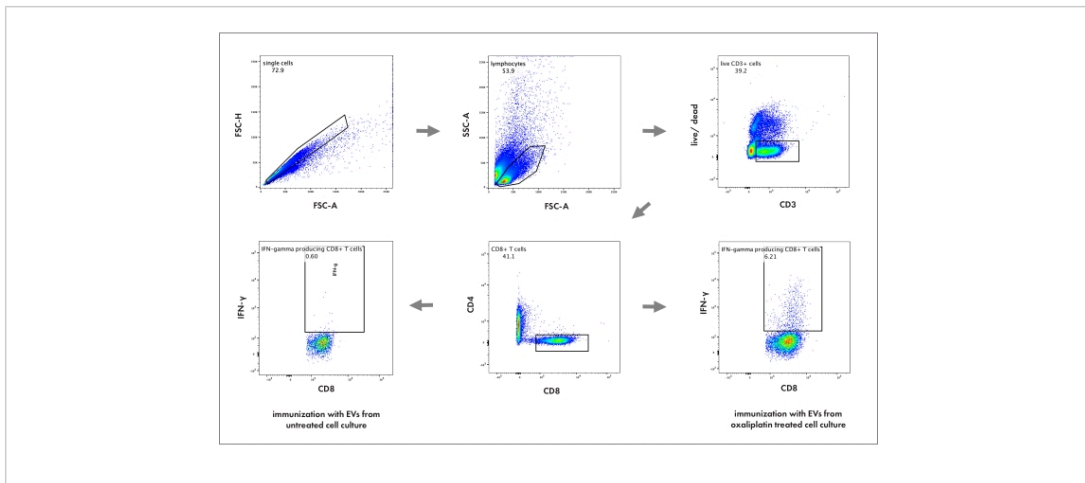 single cells
72.9
FSC-H
FSC-A
lymphocytes
53.9
SSC-A
FSC-A
live CD3+ cells
39.2
live/ dead
CD3
IFN-gamma producing CD8+ T cells
0.60
IFN-g
IFN-γ
CD8
immunization with EVs from
untreated cell culture
CD8+ T cells
41.1
CD4
CD8
IFN-gamma producing CD8+ T cells
6.21
IFN-γ
CD8
immunization with EVs from
oxaliplatin treated cell culture